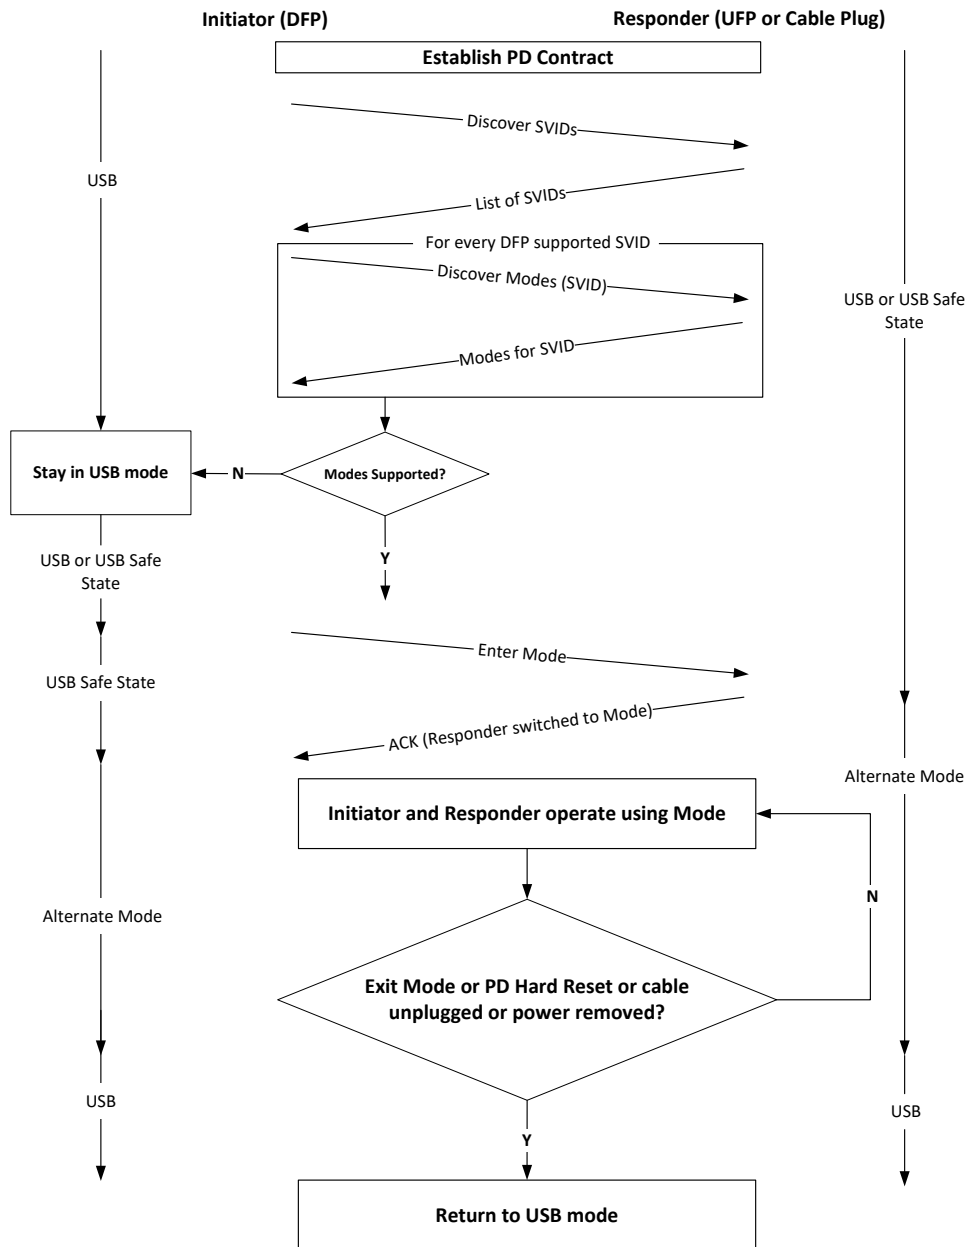 Initiator (DFP)
Responder (UFP or Cable Plug)
Establish PD Contract
Discover SVIDs
USB
List of SVIDs
For every DFP supported SVID
Discover Modes (SVID)
USB or USB Safe
State
Modes for SVID
Stay in USB mode
N
Modes Supported?
Y
USB or USB Safe
State
Enter Mode
USB Safe State
ACK (Responder switched to Mode)
Alternate Mode
Initiator and Responder operate using Mode
N
Alternate Mode
Exit Mode or PD Hard Reset or cable
unplugged or power removed?
USB
USB
Y
Return to USB mode